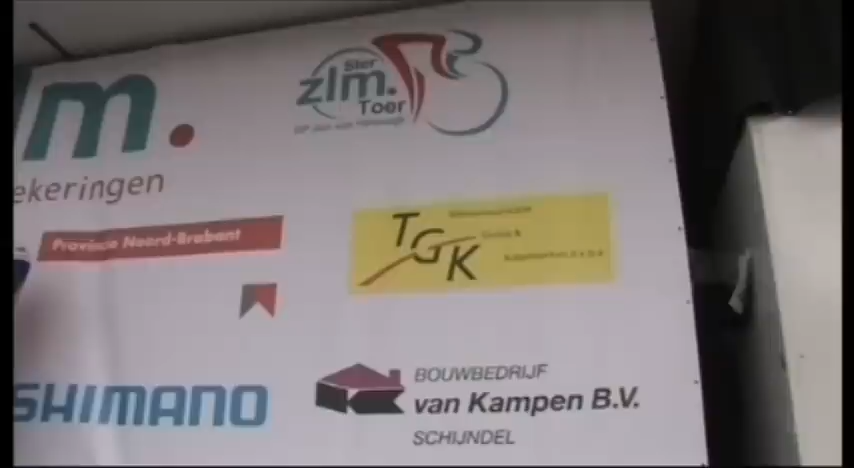 m.
Ster
zlm.
Toer
ekeringen
Provincie Noord-Brabant
TGK
SHIMANO
BOUWBEDRIJF
van Kampen B.V.
SCHIJNDEL